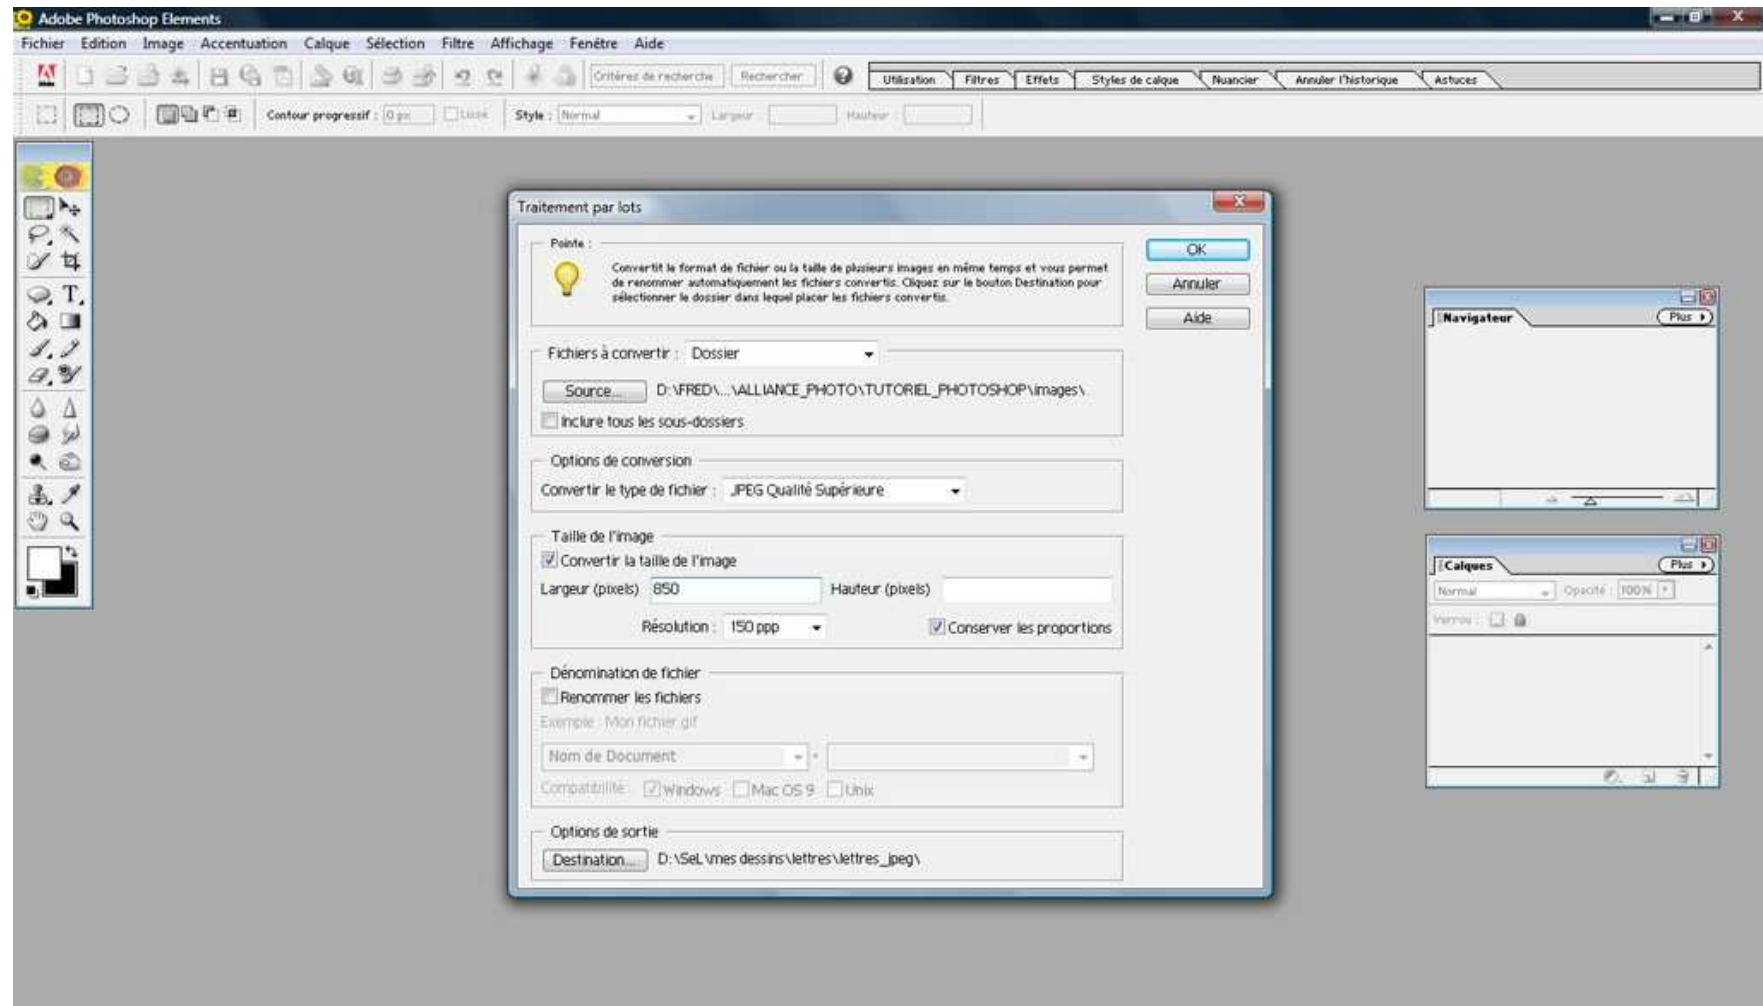 Adobe Photoshop Elements
Fichier Edition Image Accentuation Calque Sélection Filtre Affichage Fenêtre Aide
Critères de recherche Rechercher Utilisation Filtres Effets Styles de calque Nuancier Annuler l'historique Astuces
Contour progressif : 0 px Lissé Style : Normal Largeur : Hauteur :
Traitement par lots
Pointe :
Convertit le format de fichier ou la taille de plusieurs images en même temps et vous permet
de renommer automatiquement les fichiers convertis. Cliquez sur le bouton Destination pour
sélectionner le dossier dans lequel placer les fichiers convertis.
OK
Annuler
Aide
Fichiers à convertir : Dossier
Source... D:\FRED\...\ALLIANCE_PHOTO\TUTORIEL_PHOTOSHOP\images\
Inclure tous les sous-dossiers
Options de conversion
Convertir le type de fichier : JPEG Qualité Supérieure
Taille de l'image
Convertir la taille de l'image
Largeur (pixels) 850 Hauteur (pixels)
Résolution : 150 ppp Conserver les proportions
Dénomination de fichier
Renommer les fichiers
Exemple : Mon fichier.gif
Nom de Document +
Compatibilité : Windows Mac OS 9 Unix
Options de sortie
Destination... D:\SeL\mes dessins\lettres\lettres_jpeg\
Navigateur Plus
Calques Plus
Normal Opacité : 100%
Verrou :